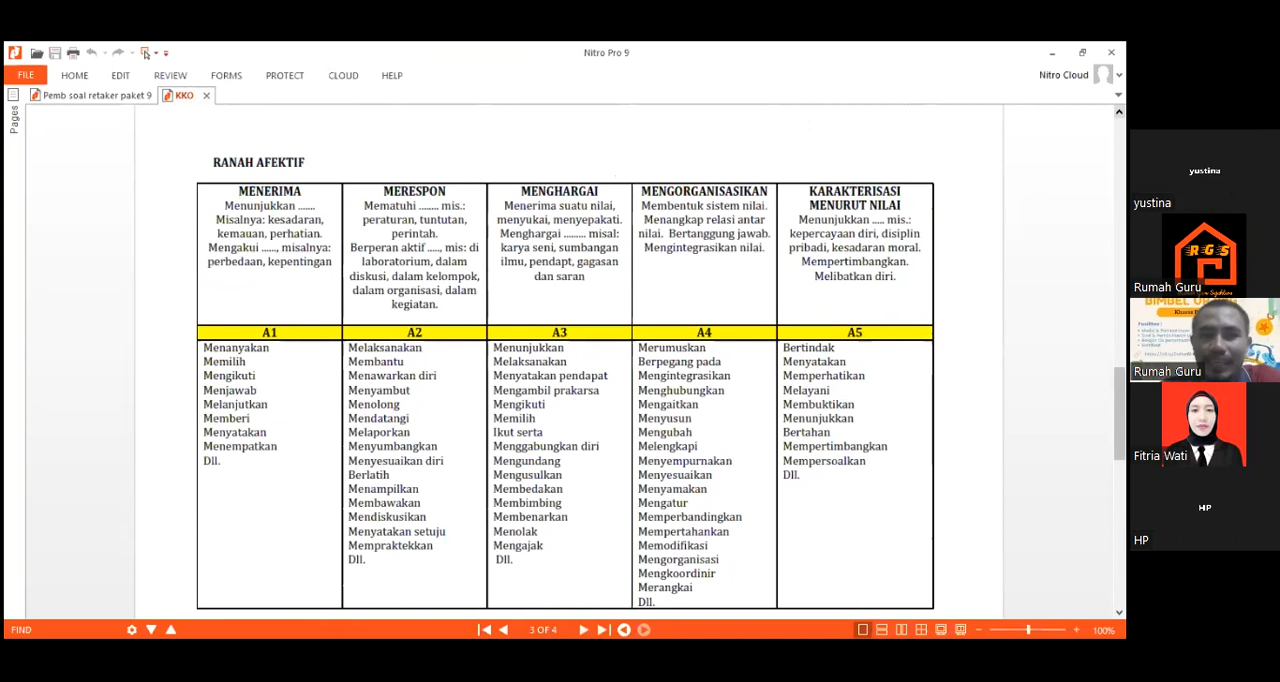 Nitro Pro 9
FILE
HOME
EDIT
REVIEW
FORMS
PROTECT
CLOUD
HELP
Nitro Cloud
Pemb soal retaker paket 9
KKO
Pages
RANAH AFEKTIF
MENERIMA
Menunjukkan .......
Misalnya: kesadaran,
kemauan, perhatian.
Mengakui ....., misalnya:
perbedaan, kepentingan
MERESPON
Mematuhi ........ mis.:
peraturan, tuntutan,
perintah.
Berperan aktif ...., mis: di
laboratorium, dalam
diskusi, dalam kelompok,
dalam organisasi, dalam
kegiatan.
MENGHARGAI
Menerima suatu nilai,
menyukai, menyepakati.
Menghargai ......... misal:
karya seni, sumbangan
ilmu, pendapt, gagasan
dan saran
MENGORGANISASIKAN
Membentuk sistem nilai.
Menangkap relasi antar
nilai. Bertanggung jawab.
Mengintegrasikan nilai.
KARAKTERISASI
MENURUT NILAI
Menunjukkan ..... mis.:
kepercayaan diri, disiplin
pribadi, kesadaran moral.
Mempertimbangkan.
Melibatkan diri.
A1
A2
A3
A4
A5
Menanyakan
Memilih
Mengikuti
Menjawab
Melanjutkan
Memberi
Menyatakan
Menempatkan
Dll.
Melaksanakan
Membantu
Menawarkan diri
Menyambut
Menolong
Mendatangi
Melaporkan
Menyumbangkan
Menyesuaikan diri
Berlatih
Menampilkan
Membawakan
Mendiskusikan
Menyatakan setuju
Mempraktekkan
Dll.
Menunjukkan
Melaksanakan
Menyatakan pendapat
Mengambil prakarsa
Mengikuti
Memilih
Ikut serta
Menggabungkan diri
Mengundang
Mengusulkan
Membedakan
Membimbing
Membenarkan
Menolak
Mengajak
Dll.
Merumuskan
Berpegang pada
Mengintegrasikan
Menghubungkan
Mengaitkan
Menyusun
Mengubah
Melengkapi
Menyempurnakan
Menyesuaikan
Menyamakan
Mengatur
Memperbandingkan
Mempertahankan
Memodifikasi
Mengorganisasi
Mengkoordinir
Merangkai
Dll.
Bertindak
Menyatakan
Memperhatikan
Melayani
Membuktikan
Menunjukkan
Bertahan
Mempertimbangkan
Mempersoalkan
Dll.
FIND
3 OF 4
100%
yustina
yustina
RGS
Rumah Guru
BIMBEL
Rumah Guru
Fitria Wati
HP
HP